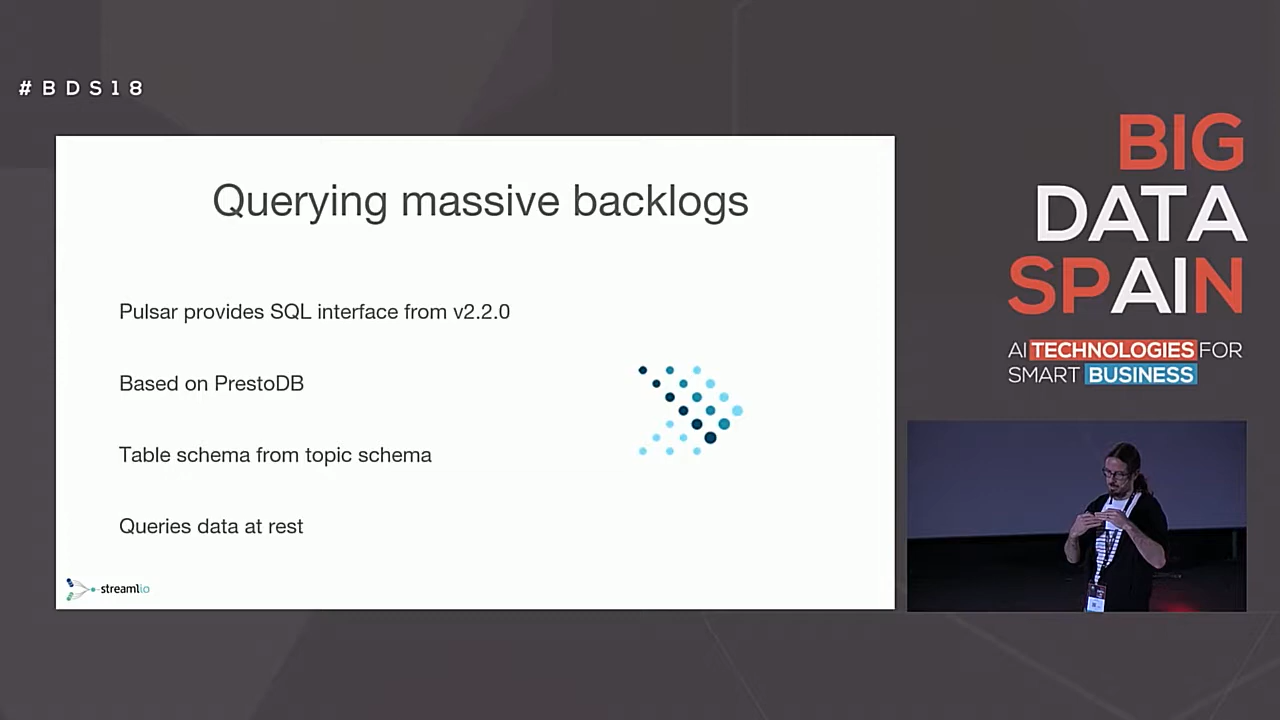 #BDS18
Querying massive backlogs
Pulsar provides SQL interface from v2.2.0
Based on PrestoDB
Table schema from topic schema
Queries data at rest
streamlio
BIG
DATA
SPAIN
AI TECHNOLOGIES FOR
SMART BUSINESS